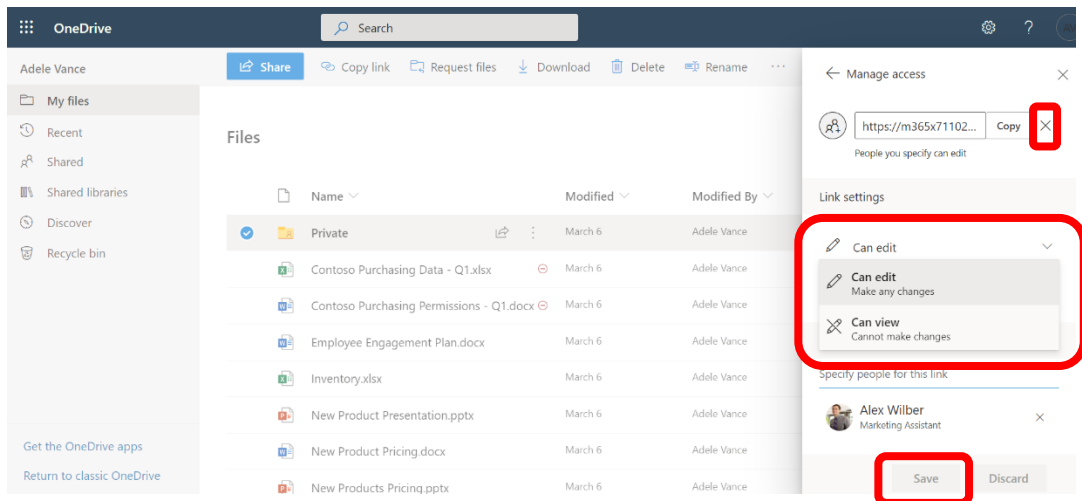 OneDrive
Search
?
Adele Vance
My files
Recent
Shared
Shared libraries
Discover
Recycle bin
Get the OneDrive apps
Return to classic OneDrive
Share
Copy link
Request files
Download
Delete
Rename
...
Files
Name
Modified
Modified By
Private
March 6
Adele Vance
Contoso Purchasing Data - Q1.xlsx
March 6
Adele Vance
Contoso Purchasing Permissions - Q1.docx
March 6
Adele Vance
Employee Engagement Plan.docx
March 6
Adele Vance
Inventory.xlsx
March 6
Adele Vance
New Product Presentation.pptx
March 6
Adele Vance
New Product Pricing.docx
March 6
Adele Vance
New Products Pricing.pptx
March 6
Adele Vance
Manage access
https://m365x71102...
Copy
People you specify can edit
Link settings
Can edit
Can edit
Make any changes
Can view
Cannot make changes
Specify people for this link
Alex Wilber
Marketing Assistant
Save
Discard